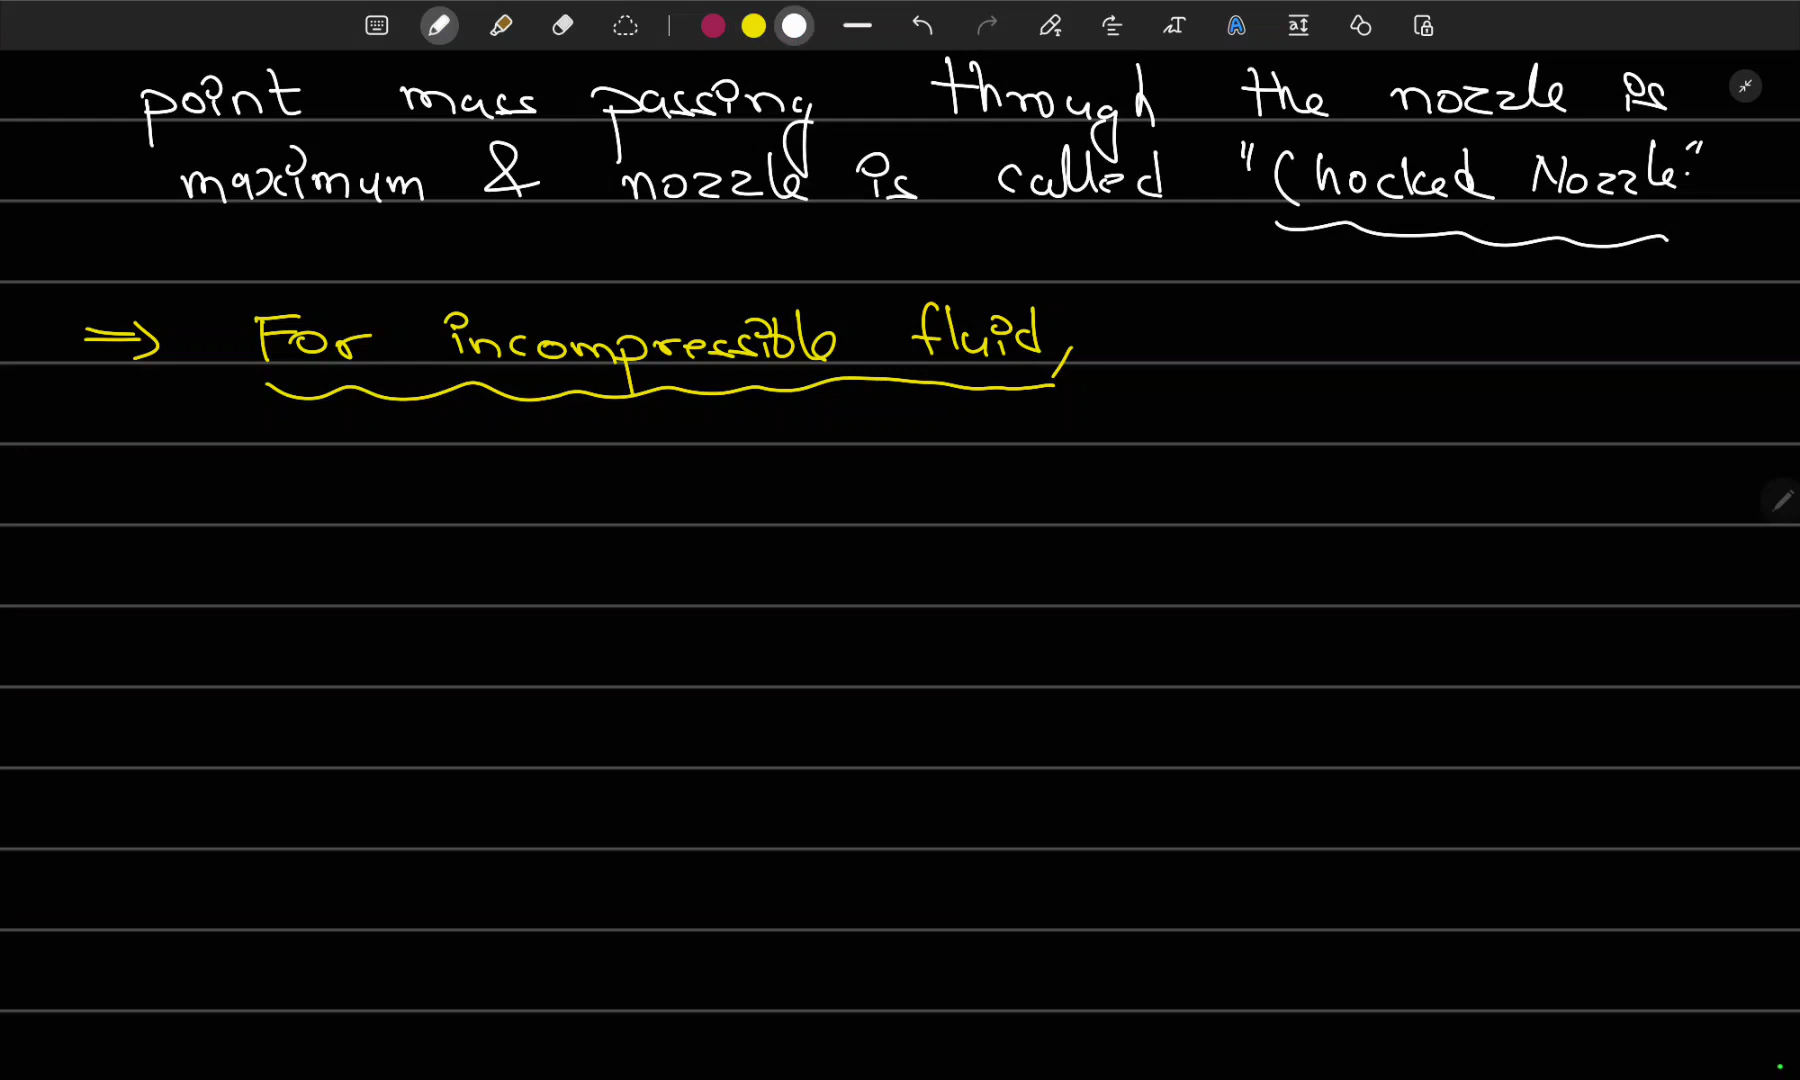 point mass passing through the nozzle is
maximum & nozzle is called "Chocked Nozzle."
⇒ For incompressible fluid,